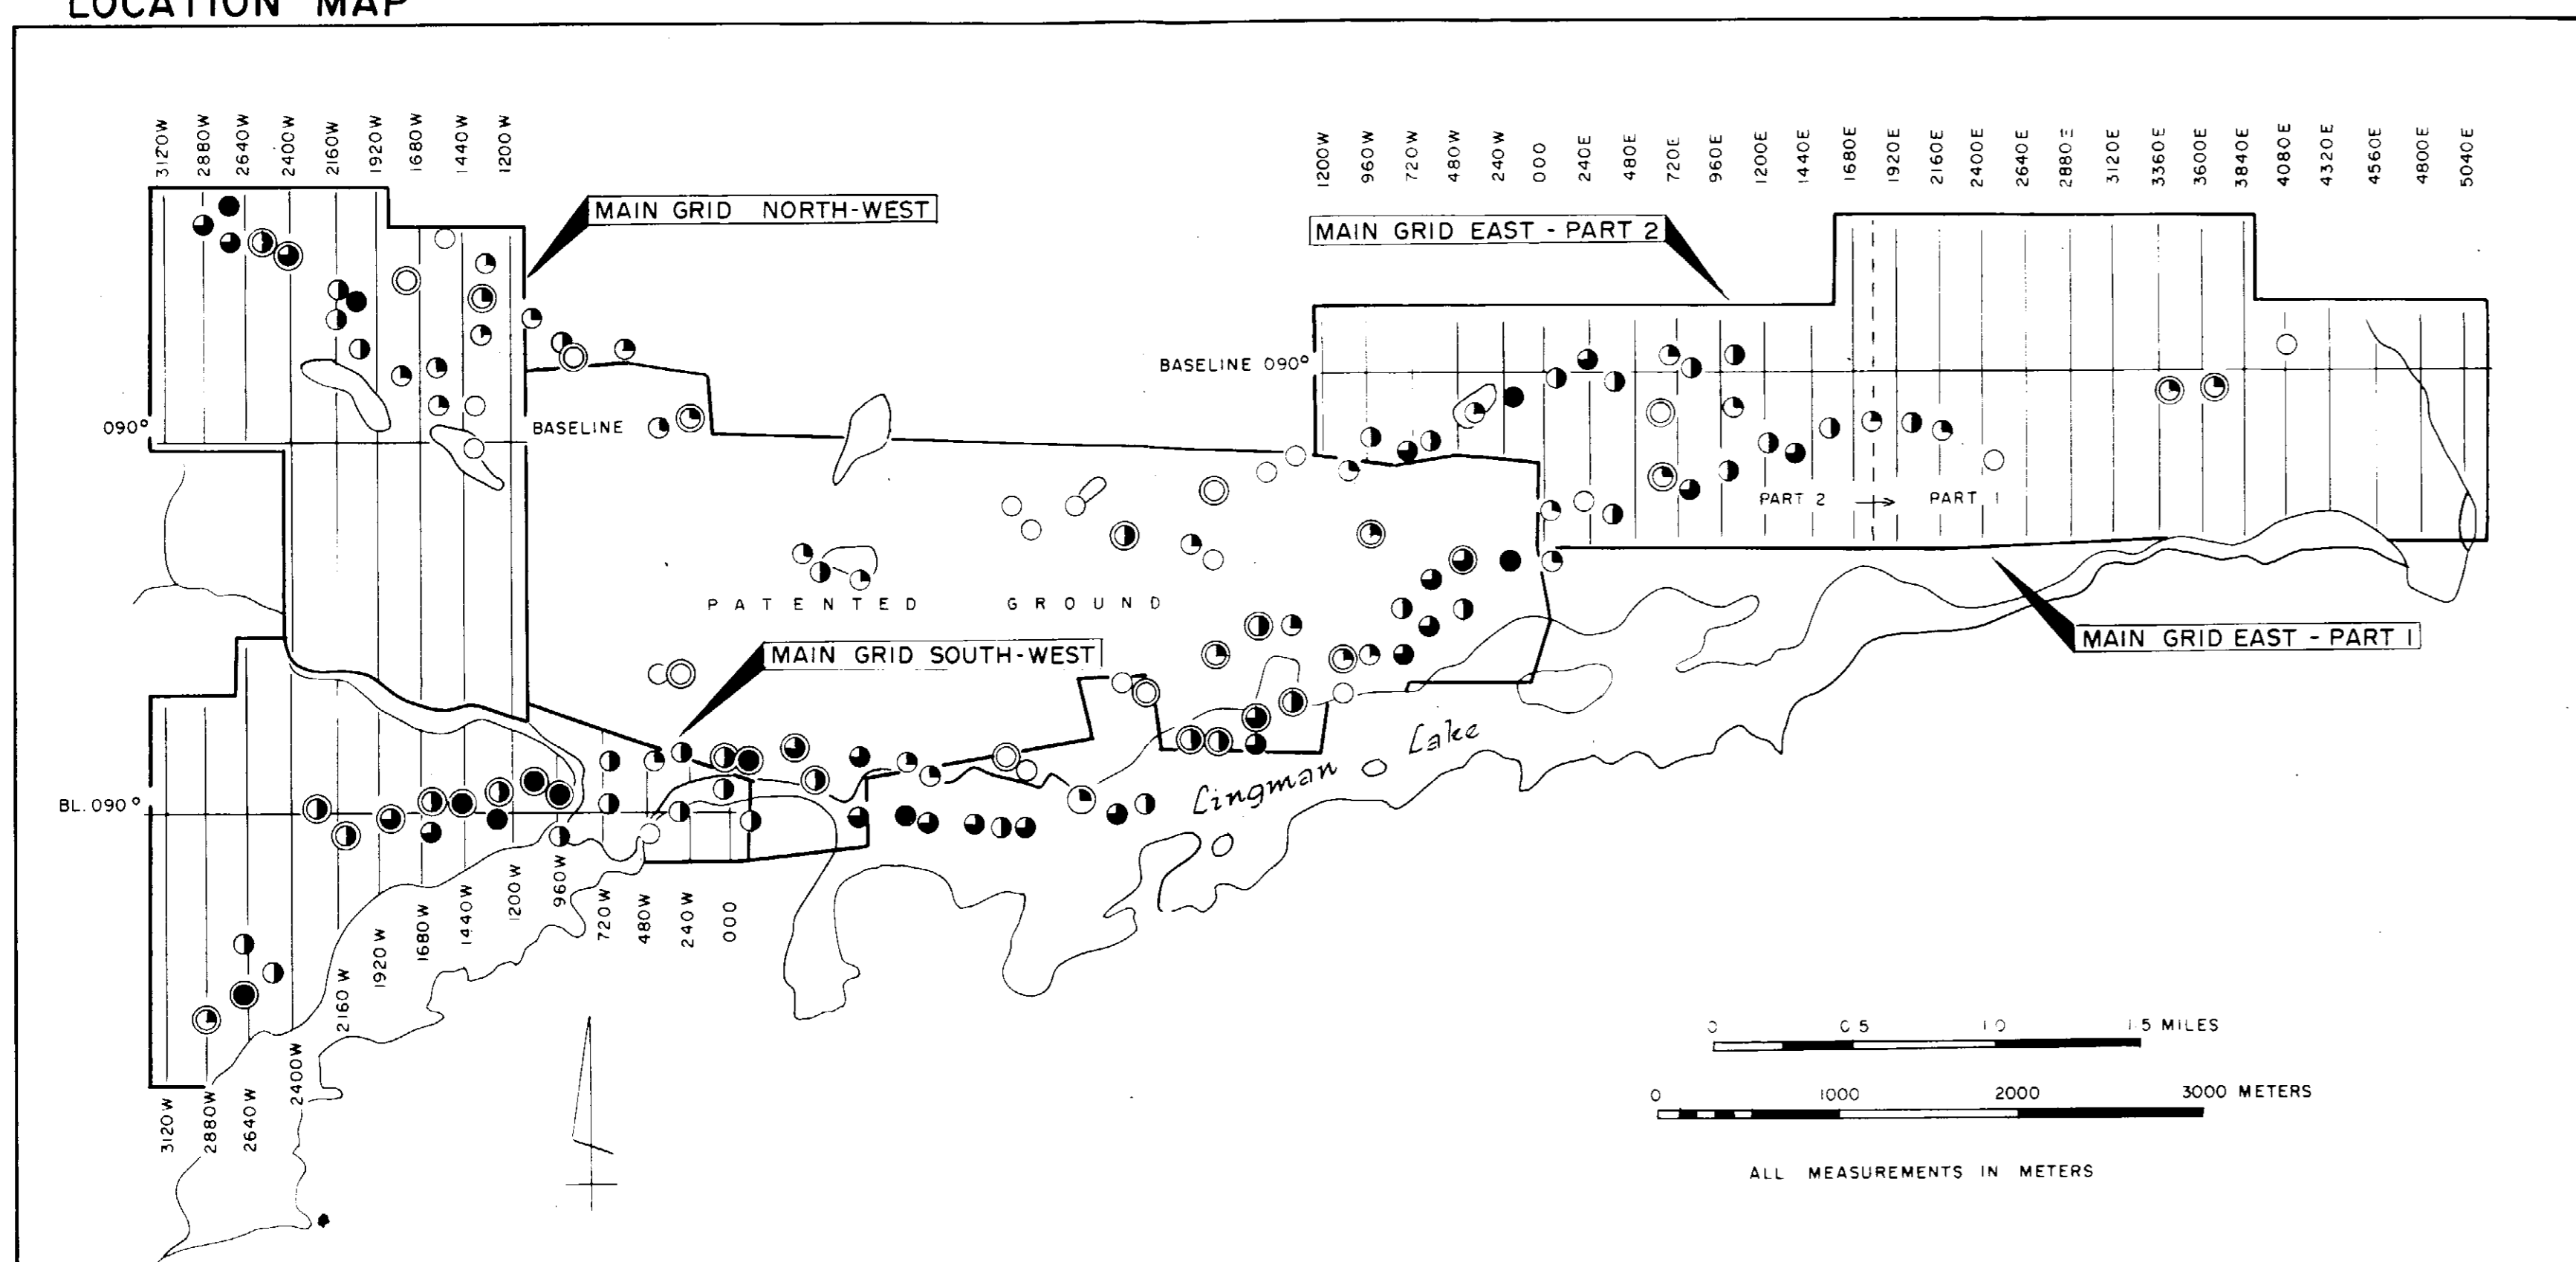 LOCATION MAP
3120W 2880W 2640W 2400W 2160W 1920W 1680W 1440W 1200W
1200W 960W 720W 480W 240W 000 240E 480E 720E 960E 1200E 1440E 1680E 1920E 2160E 2400E 2640E 2880E 3120E 3360E 3600E 3840E 4080E 4320E 4560E 4800E 5040E
MAIN GRID NORTH-WEST
MAIN GRID EAST - PART 2
BASELINE 090°
090°
BASELINE
PART 2 → PART 1
PATENTED GROUND
MAIN GRID SOUTH-WEST
MAIN GRID EAST - PART 1
Lingman Lake
BL. 090°
3120W 2880W 2640W 2400W 2160W 1920W 1680W 1440W 1200W 960W 720W 480W 240W 000
0 0.5 1.0 1.5 MILES
0 1000 2000 3000 METERS
ALL MEASUREMENTS IN METERS